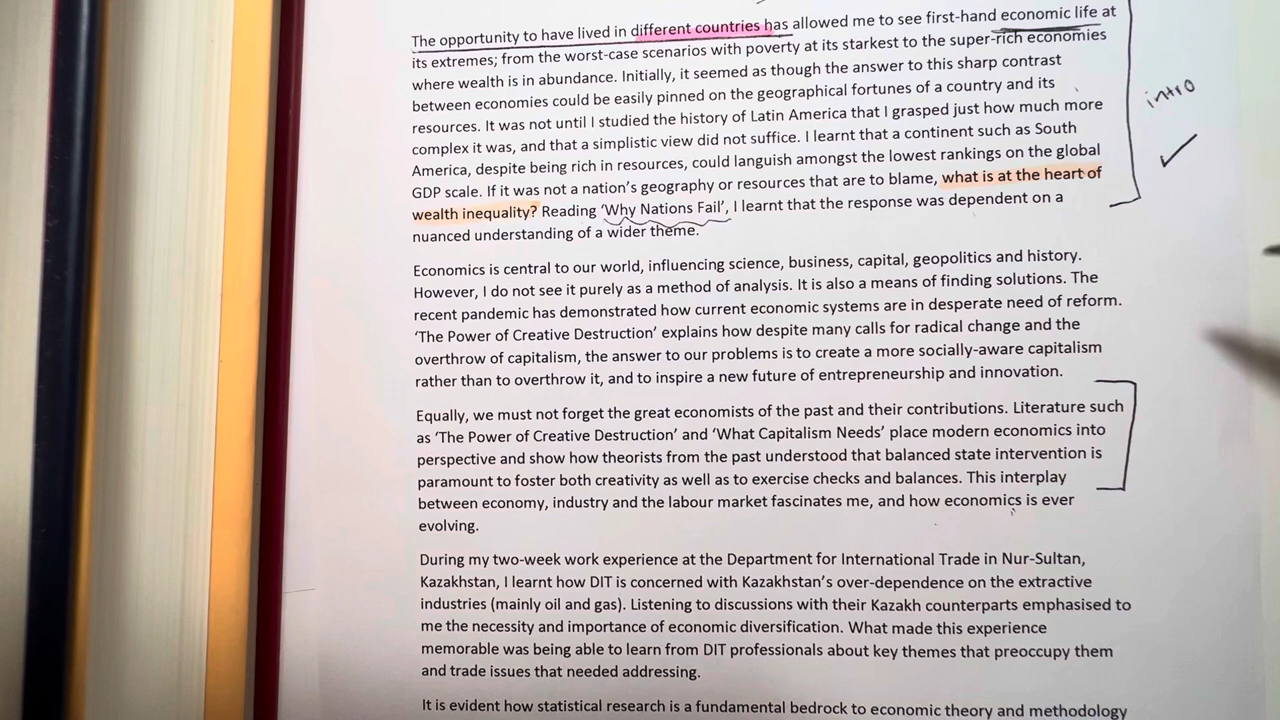 The opportunity to have lived in different countries has allowed me to see first-hand economic life at
its extremes; from the worst-case scenarios with poverty at its starkest to the super-rich economies
where wealth is in abundance. Initially, it seemed as though the answer to this sharp contrast
between economies could be easily pinned on the geographical fortunes of a country and its
resources. It was not until I studied the history of Latin America that I grasped just how much more
complex it was, and that a simplistic view did not suffice. I learnt that a continent such as South
America, despite being rich in resources, could languish amongst the lowest rankings on the global
GDP scale. If it was not a nation's geography or resources that are to blame, what is at the heart of
wealth inequality? Reading 'Why Nations Fail', I learnt that the response was dependent on a
nuanced understanding of a wider theme.
intro
Economics is central to our world, influencing science, business, capital, geopolitics and history.
However, I do not see it purely as a method of analysis. It is also a means of finding solutions. The
recent pandemic has demonstrated how current economic systems are in desperate need of reform.
'The Power of Creative Destruction' explains how despite many calls for radical change and the
overthrow of capitalism, the answer to our problems is to create a more socially-aware capitalism
rather than to overthrow it, and to inspire a new future of entrepreneurship and innovation.
Equally, we must not forget the great economists of the past and their contributions. Literature such
as 'The Power of Creative Destruction' and 'What Capitalism Needs' place modern economics into
perspective and show how theorists from the past understood that balanced state intervention is
paramount to foster both creativity as well as to exercise checks and balances. This interplay
between economy, industry and the labour market fascinates me, and how economics is ever
evolving.
During my two-week work experience at the Department for International Trade in Nur-Sultan,
Kazakhstan, I learnt how DIT is concerned with Kazakhstan's over-dependence on the extractive
industries (mainly oil and gas). Listening to discussions with their Kazakh counterparts emphasised to
me the necessity and importance of economic diversification. What made this experience
memorable was being able to learn from DIT professionals about key themes that preoccupy them
and trade issues that needed addressing.
It is evident how statistical research is a fundamental bedrock to economic theory and methodology